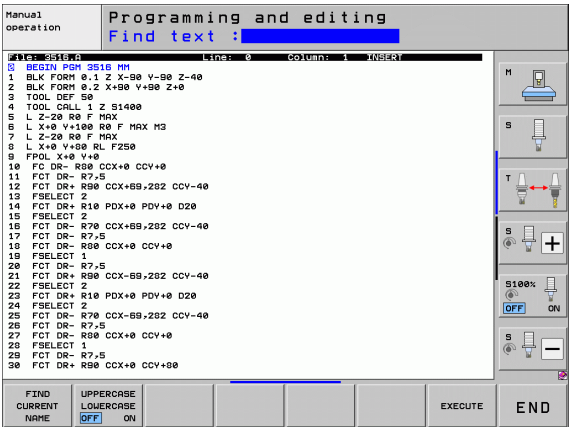 Manual
operation
Programming and editing
Find text :
File: 3516.A Line: 0 Column: 1 INSERT
0 BEGIN PGM 3516 MM
1 BLK FORM 0.1 Z X-90 Y-90 Z-40
2 BLK FORM 0.2 X+90 Y+90 Z+0
3 TOOL DEF 50
4 TOOL CALL 1 Z S1400
5 L Z-20 R0 F MAX
6 L X+0 Y+100 R0 F MAX M3
7 L Z-20 R0 F MAX
8 L X+0 Y+80 RL F250
9 FPOL X+0 Y+0
10 FC DR- R80 CCX+0 CCY+0
11 FCT DR- R7,5
12 FCT DR+ R90 CCX+69,282 CCY-40
13 FSELECT 2
14 FCT DR+ R10 PDX+0 PDY+0 D20
15 FSELECT 2
16 FCT DR- R70 CCX+69,282 CCY-40
17 FCT DR- R7,5
18 FCT DR- R80 CCX+0 CCY+0
19 FSELECT 1
20 FCT DR- R7,5
21 FCT DR+ R90 CCX-69,282 CCY-40
22 FSELECT 2
23 FCT DR+ R10 PDX+0 PDY+0 D20
24 FSELECT 2
25 FCT DR- R70 CCX-69,282 CCY-40
26 FCT DR- R7,5
27 FCT DR- R80 CCX+0 CCY+0
28 FSELECT 1
29 FCT DR- R7,5
30 FCT DR+ R90 CCX+0 CCY+80
M
S
T
S
S100%
OFF ON
S
FIND
CURRENT
NAME
UPPERCASE
LOWERCASE
OFF ON
EXECUTE
END